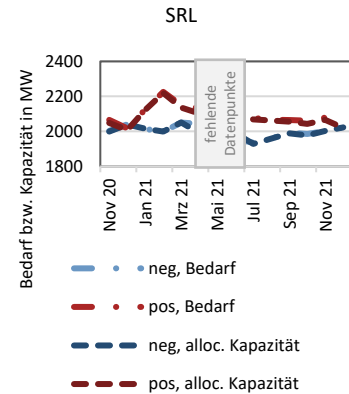 SRL
Bedarf bzw. Kapazität in MW
2400
2200
2000
1800
fehlende
Datenpunkte
Nov 20
Jan 21
Mrz 21
Mai 21
Jul 21
Sep 21
Nov 21
neg, Bedarf
pos, Bedarf
neg, alloc. Kapazität
pos, alloc. Kapazität